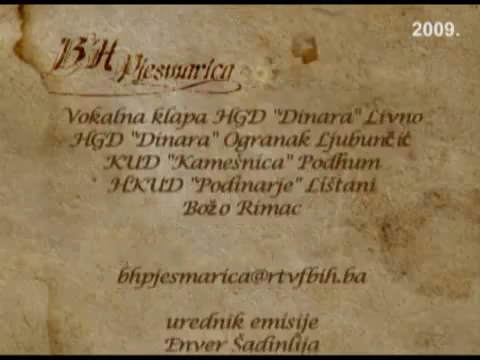 2009.
BH Pjesmarica
Vokalna klapa HGD "Dinara" Livno
HGD "Dinara" Ogranak Ljubunčić
KUD "Kamešnica" Podhum
HKUD "Podinarje" Lištani
Božo Rimac
bhpjesmarica@rtvfbih.ba
urednik emisije
Enver Šadinlija